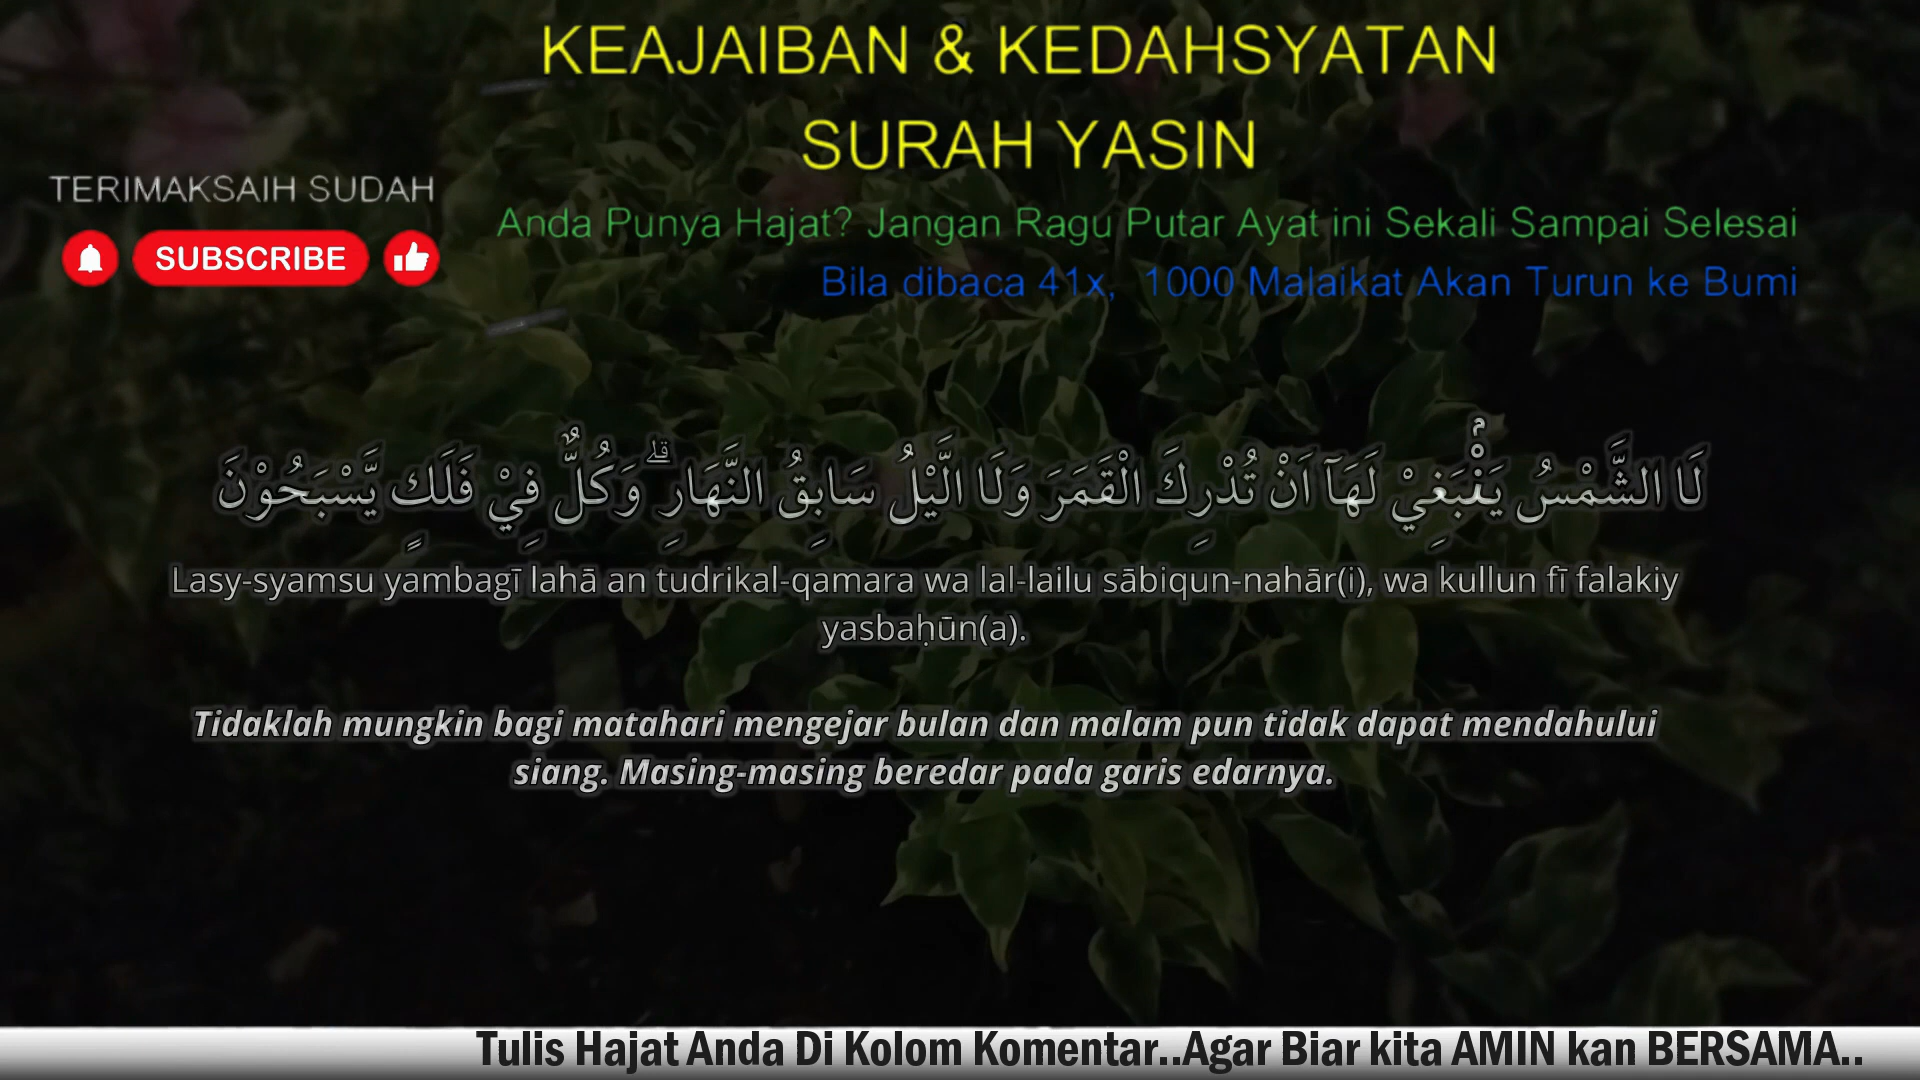 KEAJAIBAN & KEDAHSYATAN
SURAH YASIN
TERIMAKSAIH SUDAH
SUBSCRIBE
Anda Punya Hajat? Jangan Ragu Putar Ayat ini Sekali Sampai Selesai
Bila dibaca 41x, 1000 Malaikat Akan Turun ke Bumi
لَا الشَّمْسُ يَنْۢبَغِيْ لَهَآ اَنْ تُدْرِكَ الْقَمَرَ وَلَا الَّيْلُ سَابِقُ النَّهَارِ ۗوَكُلٌّ فِيْ فَلَكٍ يَّسْبَحُوْنَ
Lasy-syamsu yambagī lahā an tudrikal-qamara wa lal-lailu sābiqun-nahār(i), wa kullun fī falakiy
yasbaḥūn(a).
Tidaklah mungkin bagi matahari mengejar bulan dan malam pun tidak dapat mendahului
siang. Masing-masing beredar pada garis edarnya.
Tulis Hajat Anda Di Kolom Komentar..Agar Biar kita AMIN kan BERSAMA..